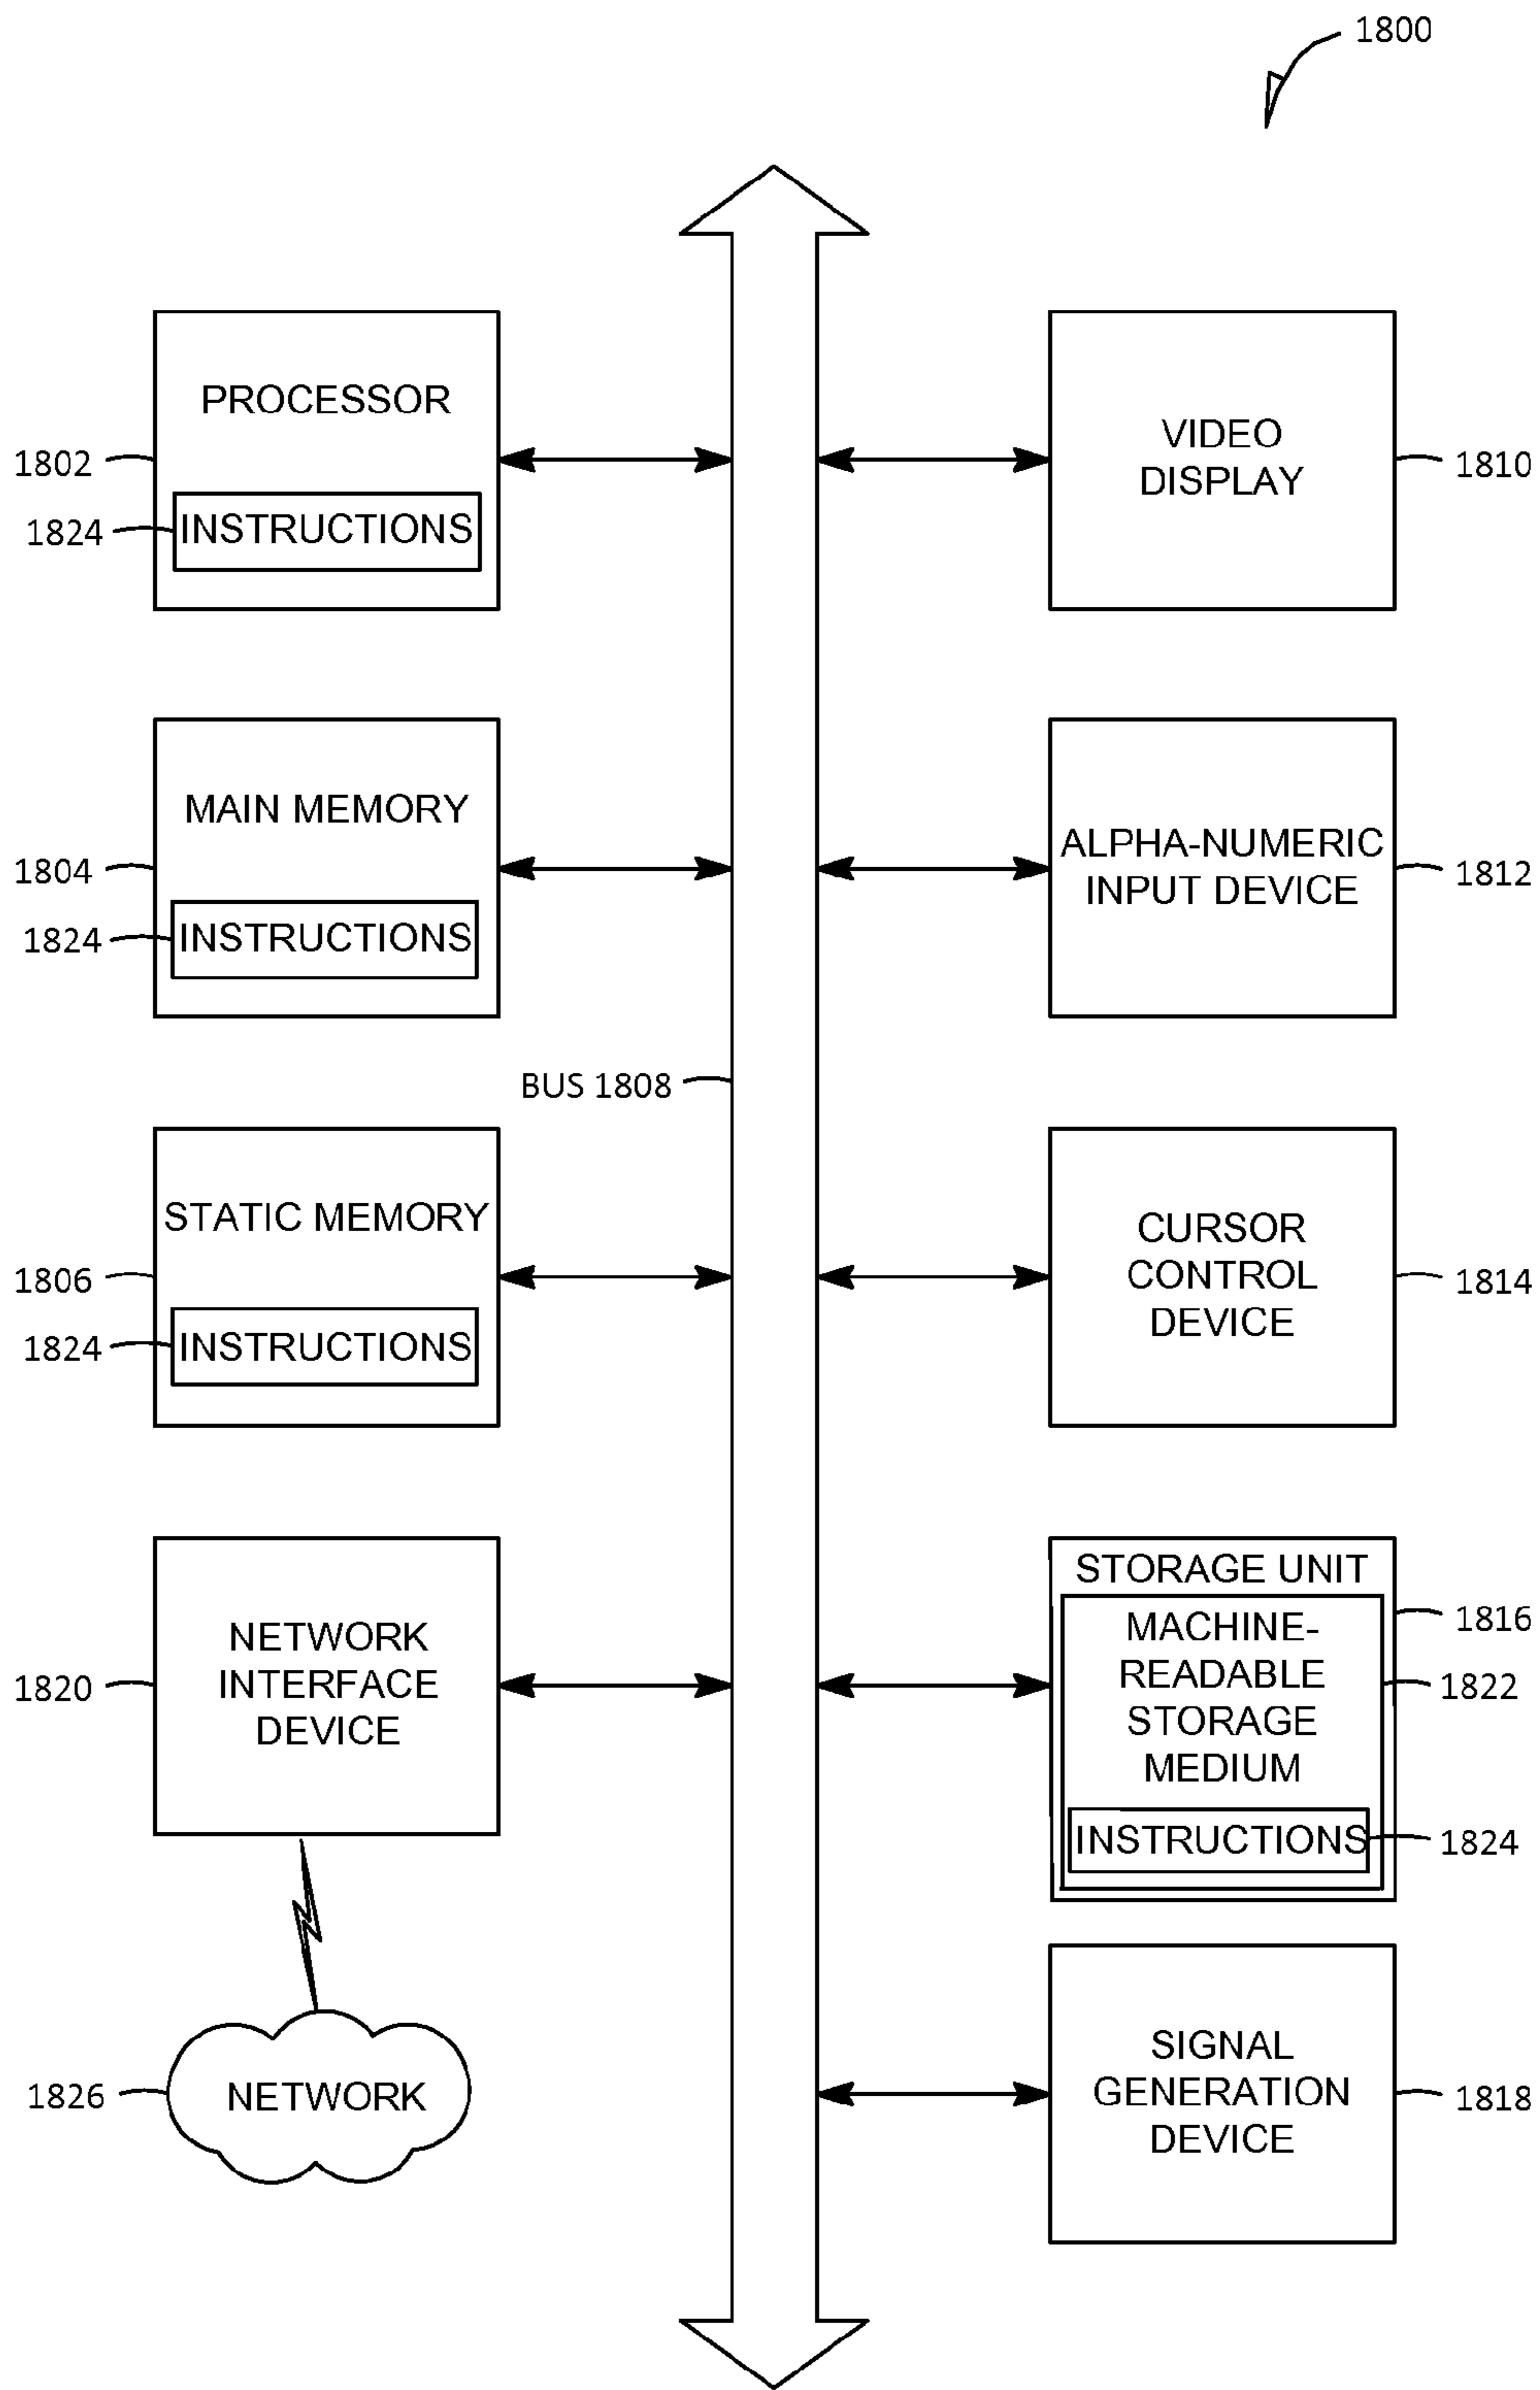 1800
PROCESSOR
1802
1824
INSTRUCTIONS
VIDEO
DISPLAY
1810
MAIN MEMORY
1804
1824
INSTRUCTIONS
ALPHA-NUMERIC
INPUT DEVICE
1812
BUS 1808
STATIC MEMORY
1806
1824
INSTRUCTIONS
CURSOR
CONTROL
DEVICE
1814
NETWORK
INTERFACE
DEVICE
1820
STORAGE UNIT
1816
MACHINE-
READABLE
STORAGE
MEDIUM
1822
INSTRUCTIONS
1824
NETWORK
1826
SIGNAL
GENERATION
DEVICE
1818